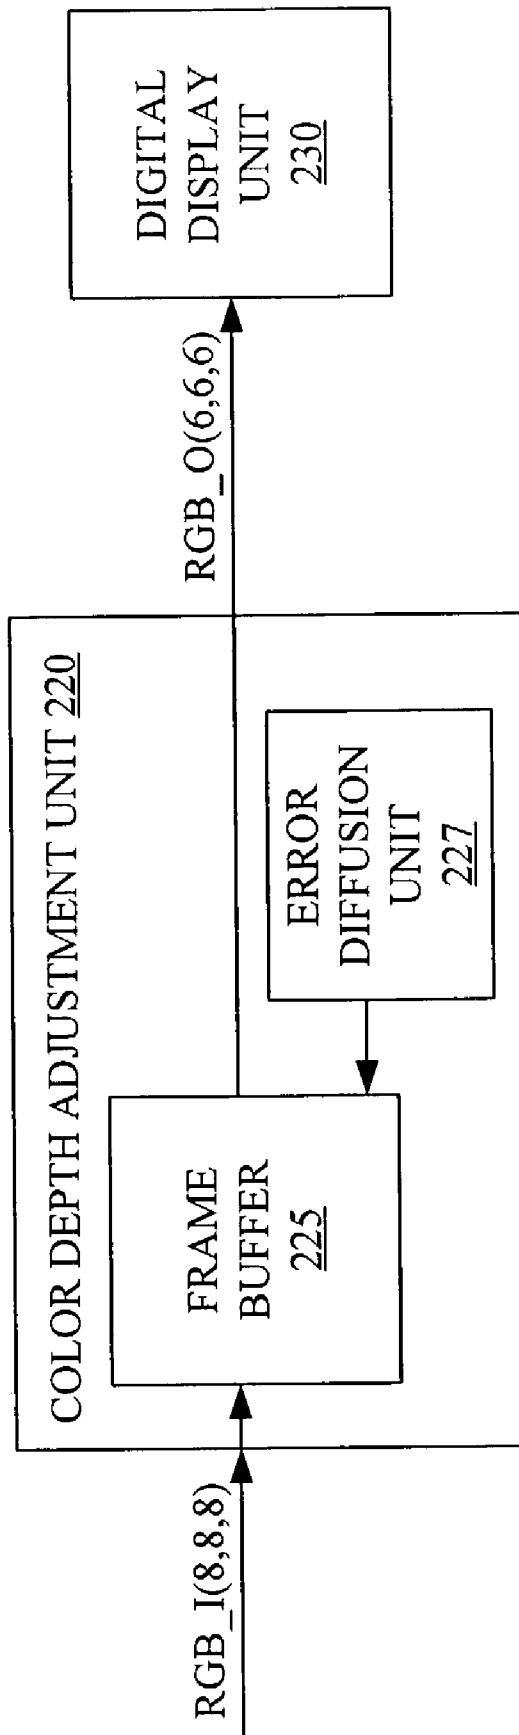 RGB_I(8,8,8)
COLOR DEPTH ADJUSTMENT UNIT 220
FRAME
BUFFER
225
ERROR
DIFFUSION
UNIT
227
RGB_O(6,6,6)
DIGITAL
DISPLAY
UNIT
230